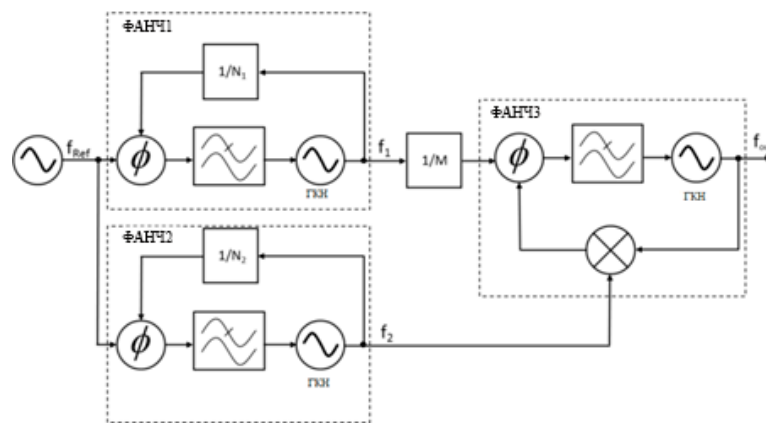 ФАНЧ1
1/N₁
f_Ref
ϕ
ГКН
f₁
1/M
ФАНЧ3
ϕ
ГКН
ФАНЧ2
1/N₂
ϕ
ГКН
f₂